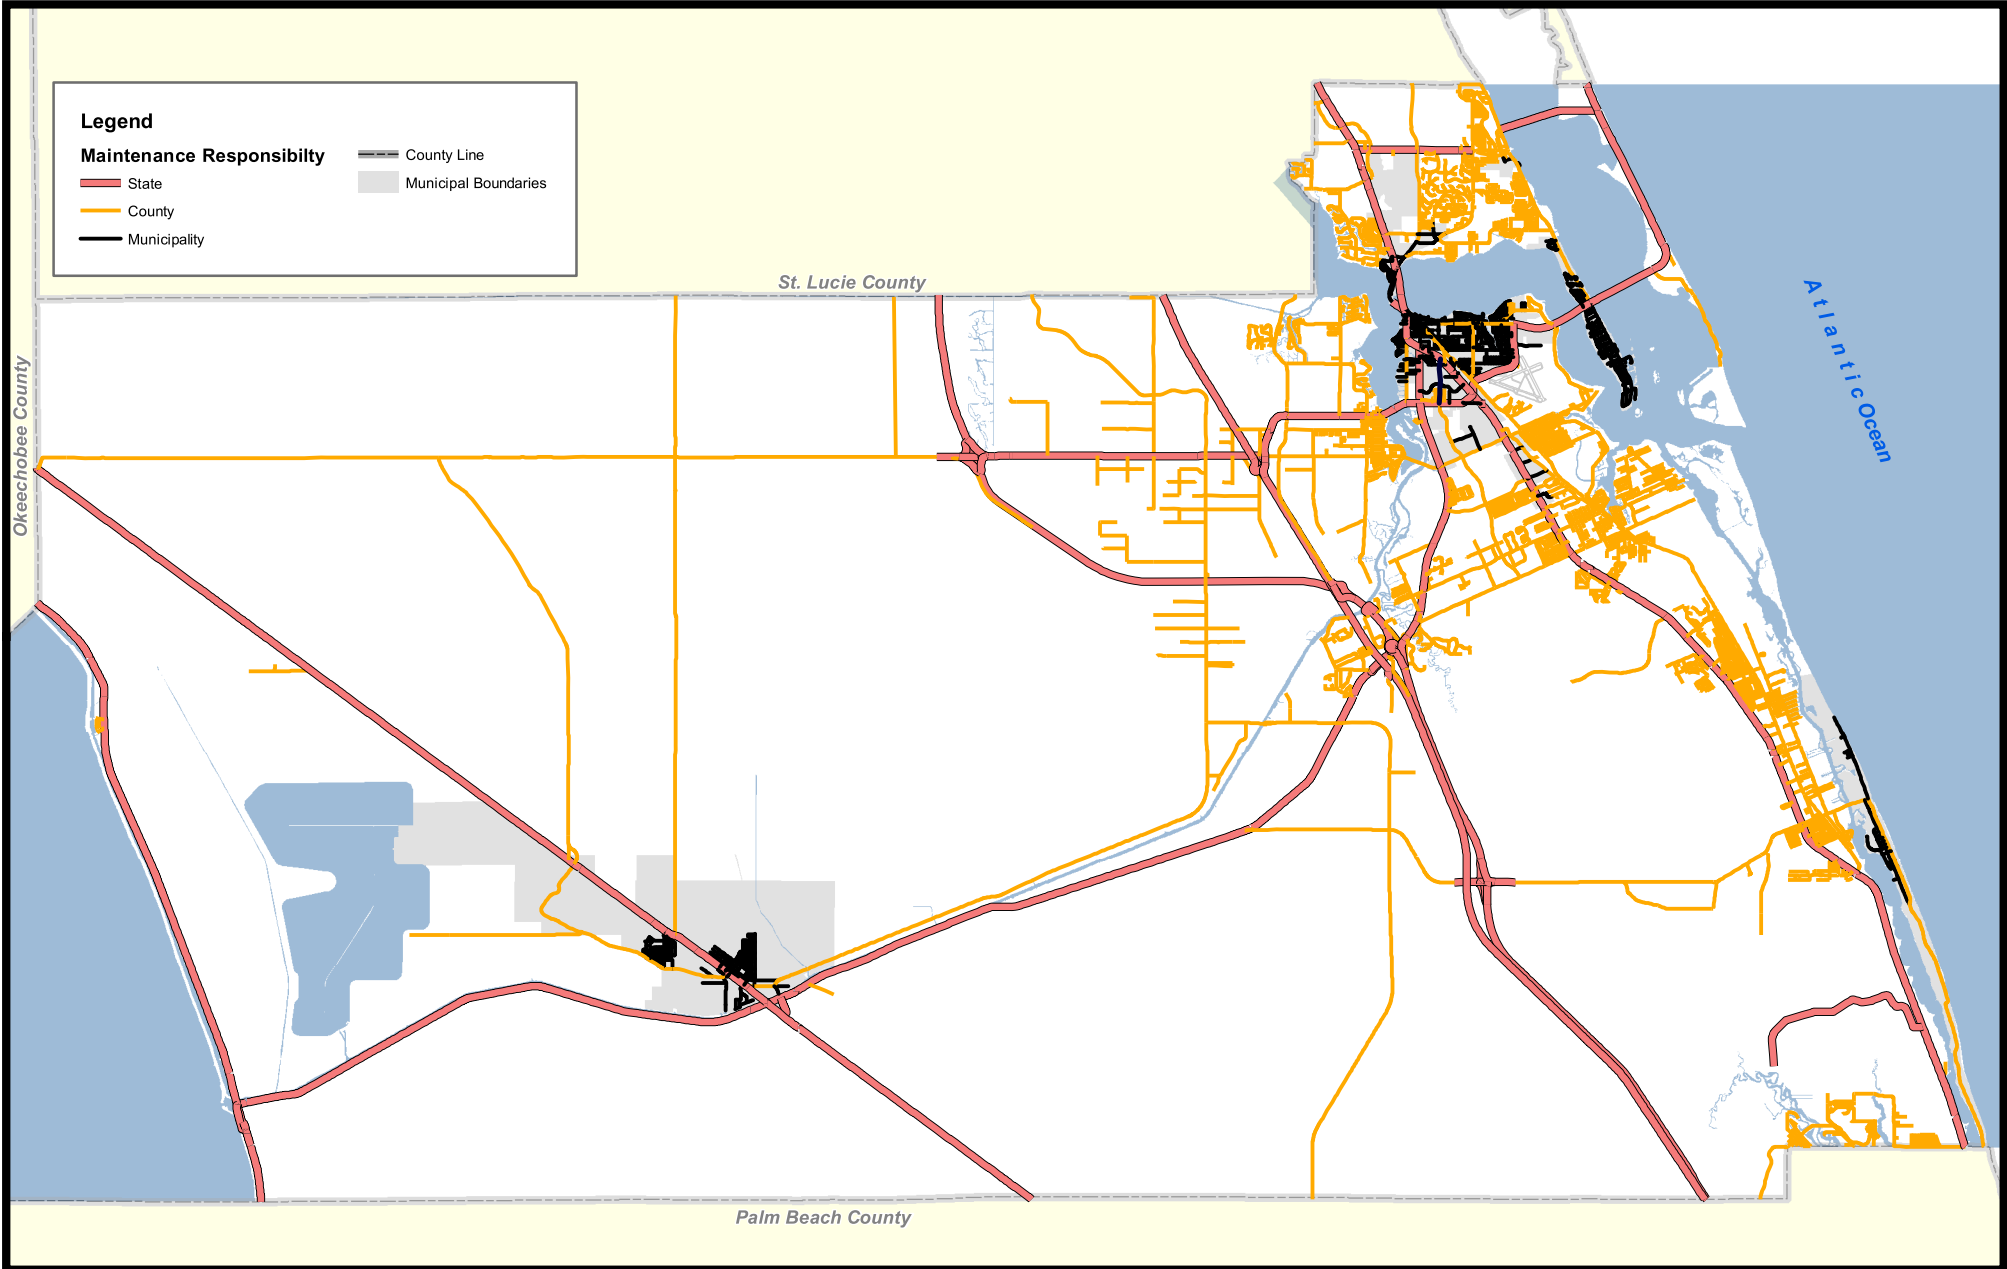 Legend
Maintenance Responsibilty
State
County
Municipality
County Line
Municipal Boundaries
St. Lucie County
Okeechobee County
Atlantic Ocean
Palm Beach County